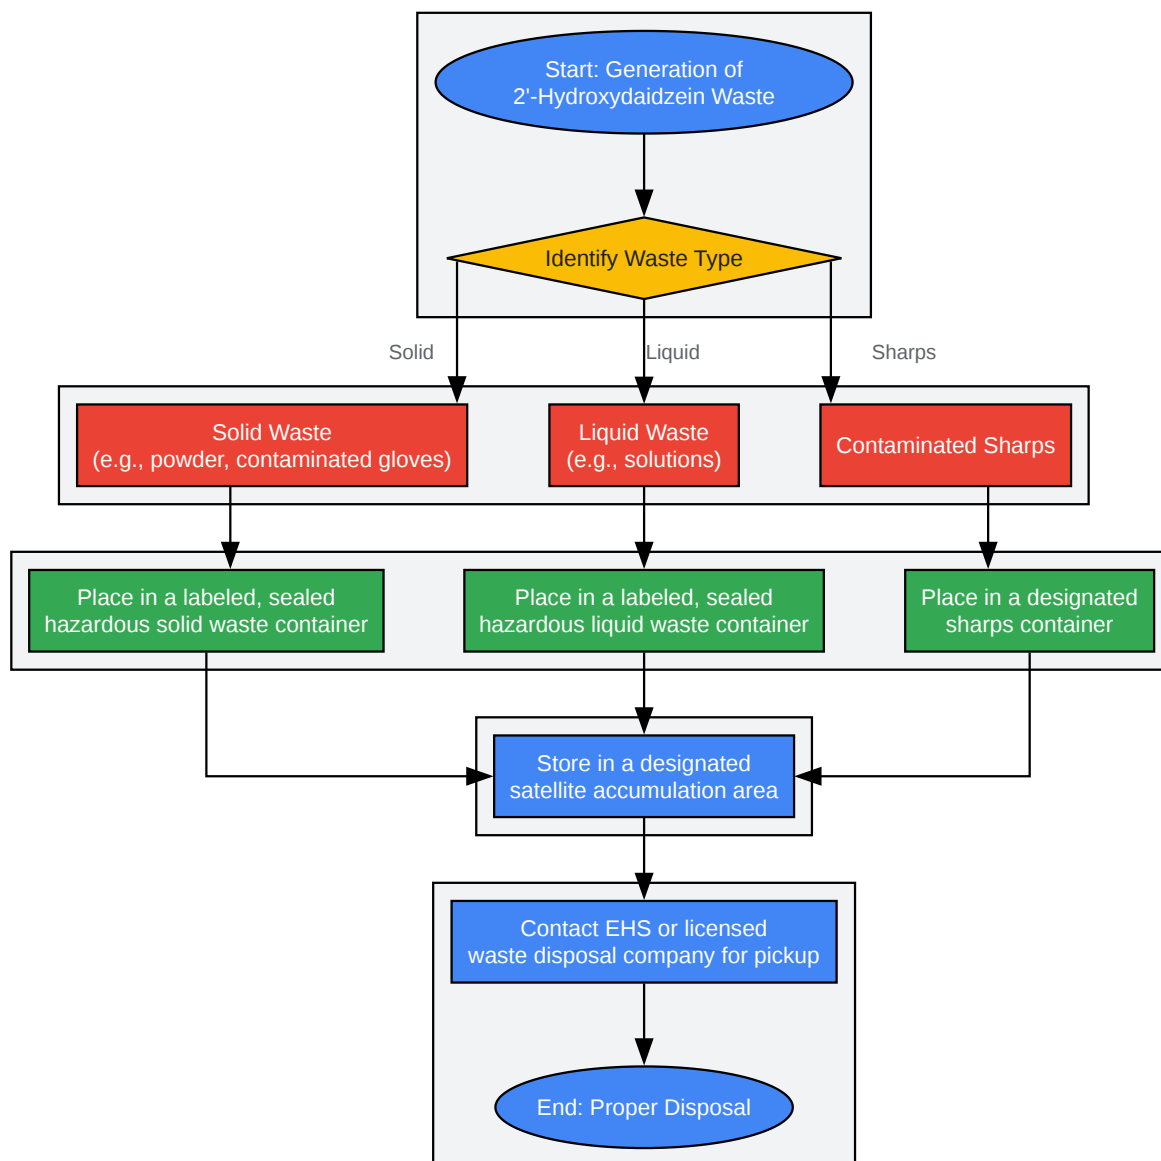 Start: Generation of
2'-Hydroxydaidzein Waste
Identify Waste Type
Solid
Liquid
Sharps
Solid Waste
(e.g., powder, contaminated gloves)
Liquid Waste
(e.g., solutions)
Contaminated Sharps
Place in a labeled, sealed
hazardous solid waste container
Place in a labeled, sealed
hazardous liquid waste container
Place in a designated
sharps container
Store in a designated
satellite accumulation area
Contact EHS or licensed
waste disposal company for pickup
End: Proper Disposal